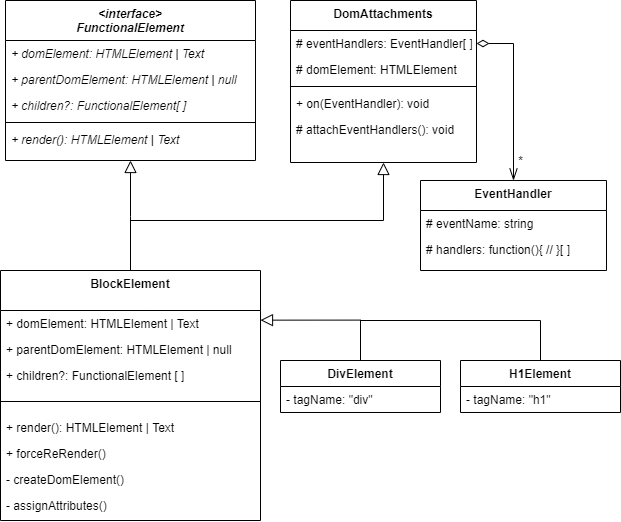 <interface>
FunctionalElement
+ domElement: HTMLElement | Text
+ parentDomElement: HTMLElement | null
+ children?: FunctionalElement[ ]
+ render(): HTMLElement | Text
DomAttachments
# eventHandlers: EventHandler[ ]
# domElement: HTMLElement
+ on(EventHandler): void
# attachEventHandlers(): void
*
EventHandler
# eventName: string
# handlers: function(){ // }[ ]
BlockElement
+ domElement: HTMLElement | Text
+ parentDomElement: HTMLElement | null
+ children?: FunctionalElement [ ]
+ render(): HTMLElement | Text
+ forceReRender()
- createDomElement()
- assignAttributes()
DivElement
- tagName: "div"
H1Element
- tagName: "h1"